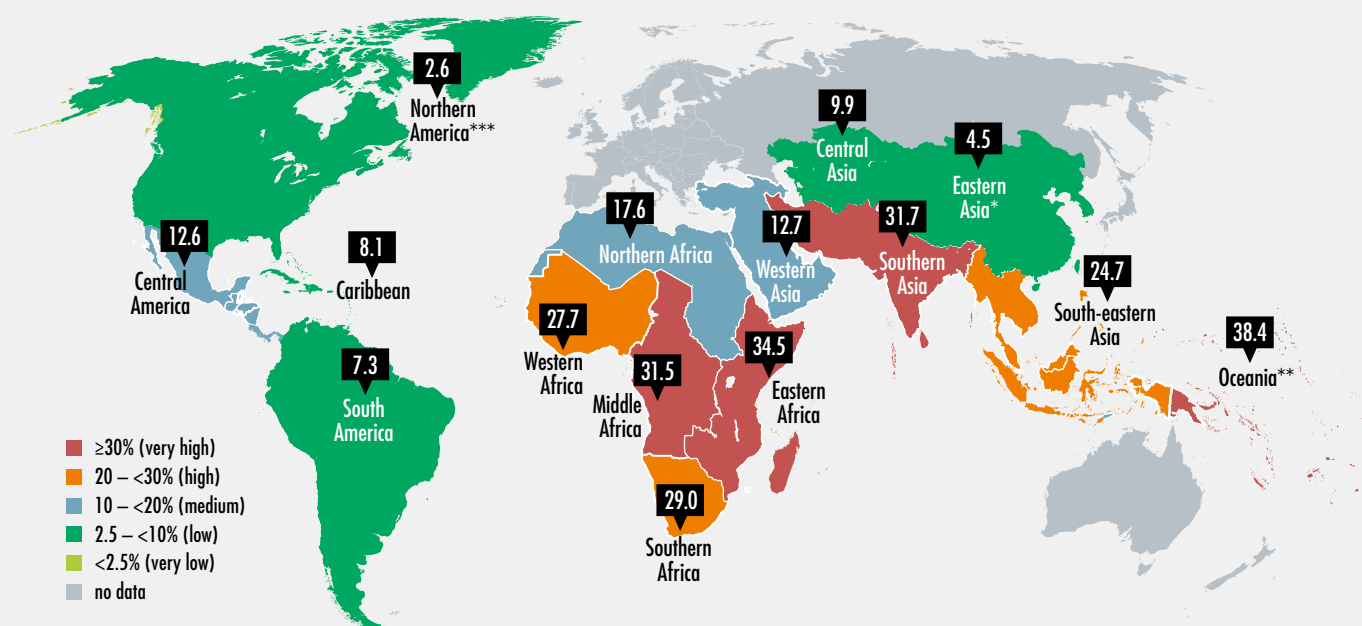 2.6
Northern
America***
9.9
Central
Asia
4.5
Eastern
Asia*
12.6
Central
America
8.1
Caribbean
17.6
Northern Africa
12.7
Western
Asia
31.7
Southern
Asia
24.7
South-eastern
Asia
27.7
Western
Africa
31.5
Middle
Africa
34.5
Eastern
Africa
38.4
Oceania**
7.3
South
America
29.0
Southern
Africa
≥30% (very high)
20 – <30% (high)
10 – <20% (medium)
2.5 – <10% (low)
<2.5% (very low)
no data